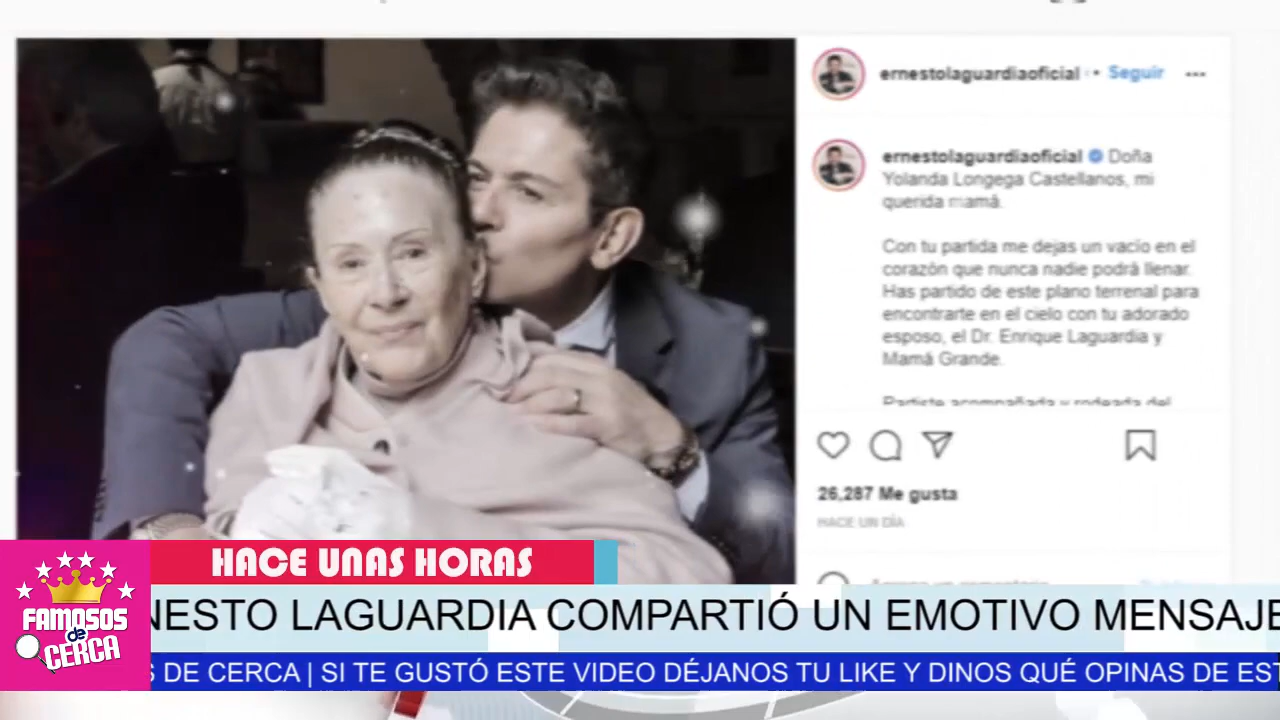 ernestolaguardiaoficial • Seguir ...
ernestolaguardiaoficial Doña
Yolanda Longega Castellanos, mi
querida mamá.
Con tu partida me dejas un vacío en el
corazón que nunca nadie podrá llenar.
Has partido de este plano terrenal para
encontrarte en el cielo con tu adorado
esposo, el Dr. Enrique Laguardia y
Mamá Grande.
Partiste acompañada y rodeada del
26,287 Me gusta
HACE UN DÍA
HACE UNAS HORAS
FAMOSOS
de
CERCA
NESTO LAGUARDIA COMPARTIÓ UN EMOTIVO MENSAJE
S DE CERCA | SI TE GUSTÓ ESTE VIDEO DÉJANOS TU LIKE Y DINOS QUÉ OPINAS DE EST